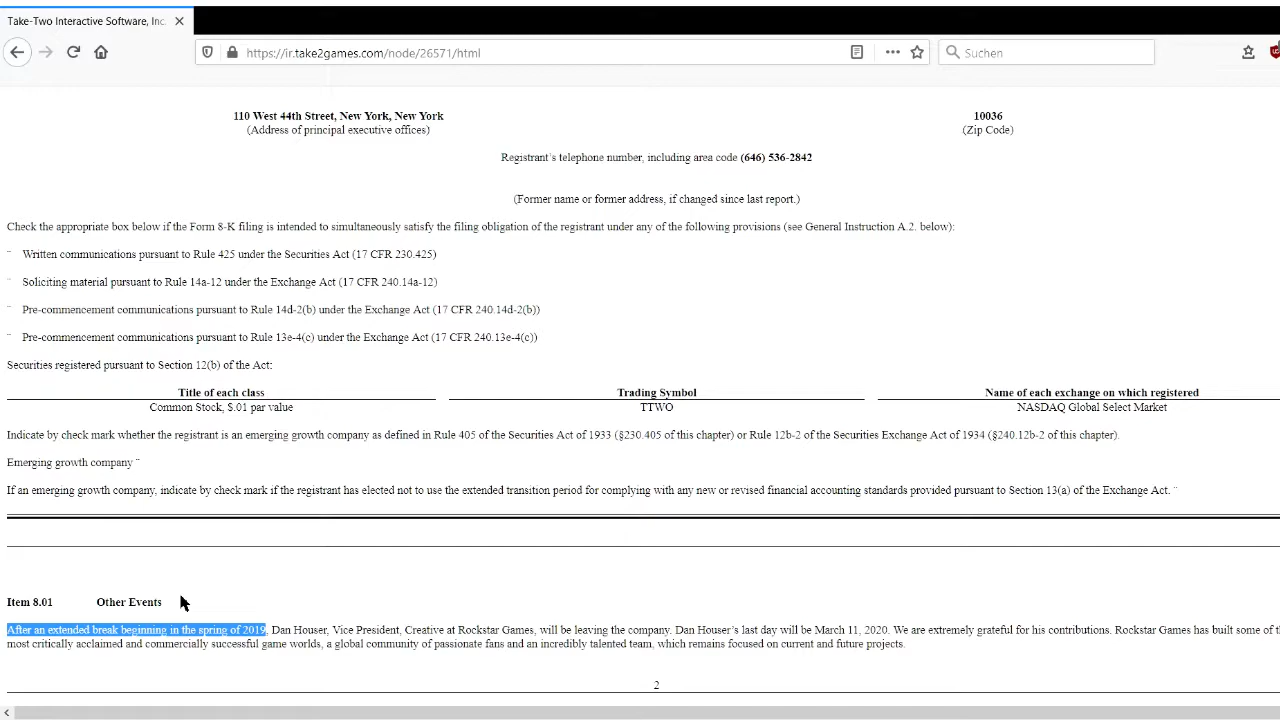 Take-Two Interactive Software, Inc.
https://ir.take2games.com/node/26571/html
Suchen
110 West 44th Street, New York, New York 10036
(Address of principal executive offices) (Zip Code)
Registrant's telephone number, including area code (646) 536-2842
(Former name or former address, if changed since last report.)
Check the appropriate box below if the Form 8-K filing is intended to simultaneously satisfy the filing obligation of the registrant under any of the following provisions (see General Instruction A.2. below):
¨ Written communications pursuant to Rule 425 under the Securities Act (17 CFR 230.425)
¨ Soliciting material pursuant to Rule 14a-12 under the Exchange Act (17 CFR 240.14a-12)
¨ Pre-commencement communications pursuant to Rule 14d-2(b) under the Exchange Act (17 CFR 240.14d-2(b))
¨ Pre-commencement communications pursuant to Rule 13e-4(c) under the Exchange Act (17 CFR 240.13e-4(c))
Securities registered pursuant to Section 12(b) of the Act:
Title of each class Trading Symbol Name of each exchange on which registered
Common Stock, $.01 par value TTWO NASDAQ Global Select Market
Indicate by check mark whether the registrant is an emerging growth company as defined in Rule 405 of the Securities Act of 1933 (§230.405 of this chapter) or Rule 12b-2 of the Securities Exchange Act of 1934 (§240.12b-2 of this chapter).
Emerging growth company ¨
If an emerging growth company, indicate by check mark if the registrant has elected not to use the extended transition period for complying with any new or revised financial accounting standards provided pursuant to Section 13(a) of the Exchange Act. ¨
Item 8.01 Other Events
After an extended break beginning in the spring of 2019, Dan Houser, Vice President, Creative at Rockstar Games, will be leaving the company. Dan Houser's last day will be March 11, 2020. We are extremely grateful for his contributions. Rockstar Games has built some of
most critically acclaimed and commercially successful game worlds, a global community of passionate fans and an incredibly talented team, which remains focused on current and future projects.
2